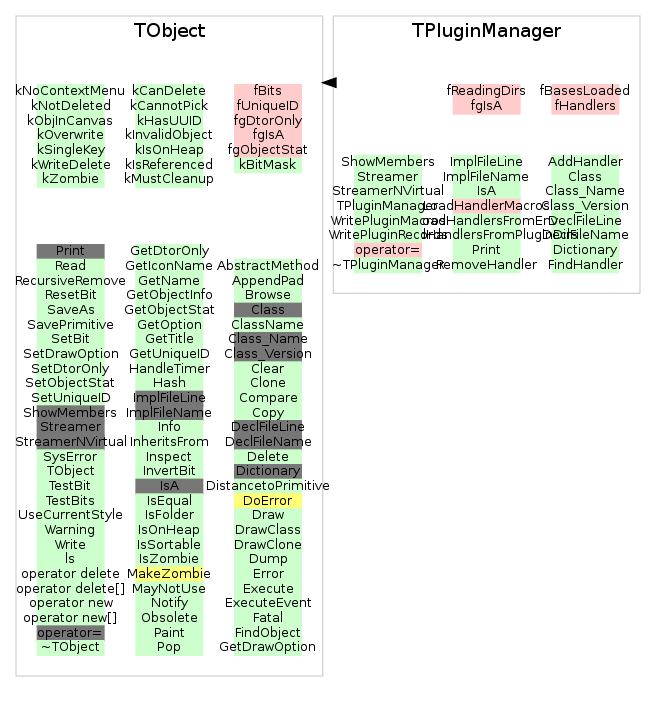 TObject
kNoContextMenu
kNotDeleted
kObjInCanvas
kOverwrite
kSingleKey
kWriteDelete
kZombie
kCanDelete
kCannotPick
kHasUUID
kInvalidObject
kIsOnHeap
kIsReferenced
kMustCleanup
fBits
fUniqueID
fgDtorOnly
fgIsA
fgObjectStat
kBitMask
Print
Read
RecursiveRemove
ResetBit
SaveAs
SavePrimitive
SetBit
SetDrawOption
SetDtorOnly
SetObjectStat
SetUniqueID
ShowMembers
Streamer
StreamerNVirtual
SysError
TObject
TestBit
TestBits
UseCurrentStyle
Warning
Write
ls
operator delete
operator delete[]
operator new
operator new[]
operator=
~TObject
GetDtorOnly
GetIconName
GetName
GetObjectInfo
GetObjectStat
GetOption
GetTitle
GetUniqueID
HandleTimer
Hash
ImplFileLine
ImplFileName
Info
InheritsFrom
Inspect
InvertBit
IsA
IsEqual
IsFolder
IsOnHeap
IsSortable
IsZombie
MakeZombie
MayNotUse
Notify
Obsolete
Paint
Pop
AbstractMethod
AppendPad
Browse
Class
ClassName
Class_Name
Class_Version
Clear
Clone
Compare
Copy
DeclFileLine
DeclFileName
Delete
Dictionary
DistancetoPrimitive
DoError
Draw
DrawClass
DrawClone
Dump
Error
Execute
ExecuteEvent
Fatal
FindObject
GetDrawOption
TPluginManager
fReadingDirs
fgIsA
fBasesLoaded
fHandlers
ShowMembers
Streamer
StreamerNVirtual
TPluginManager
operator=
~TPluginManager
ImplFileLine
ImplFileName
IsA
LoadHandlerMacros
Print
RemoveHandler
AddHandler
Class
Class_Name
Class_Version
DeclFileLine
DeclFileName
Dictionary
FindHandler